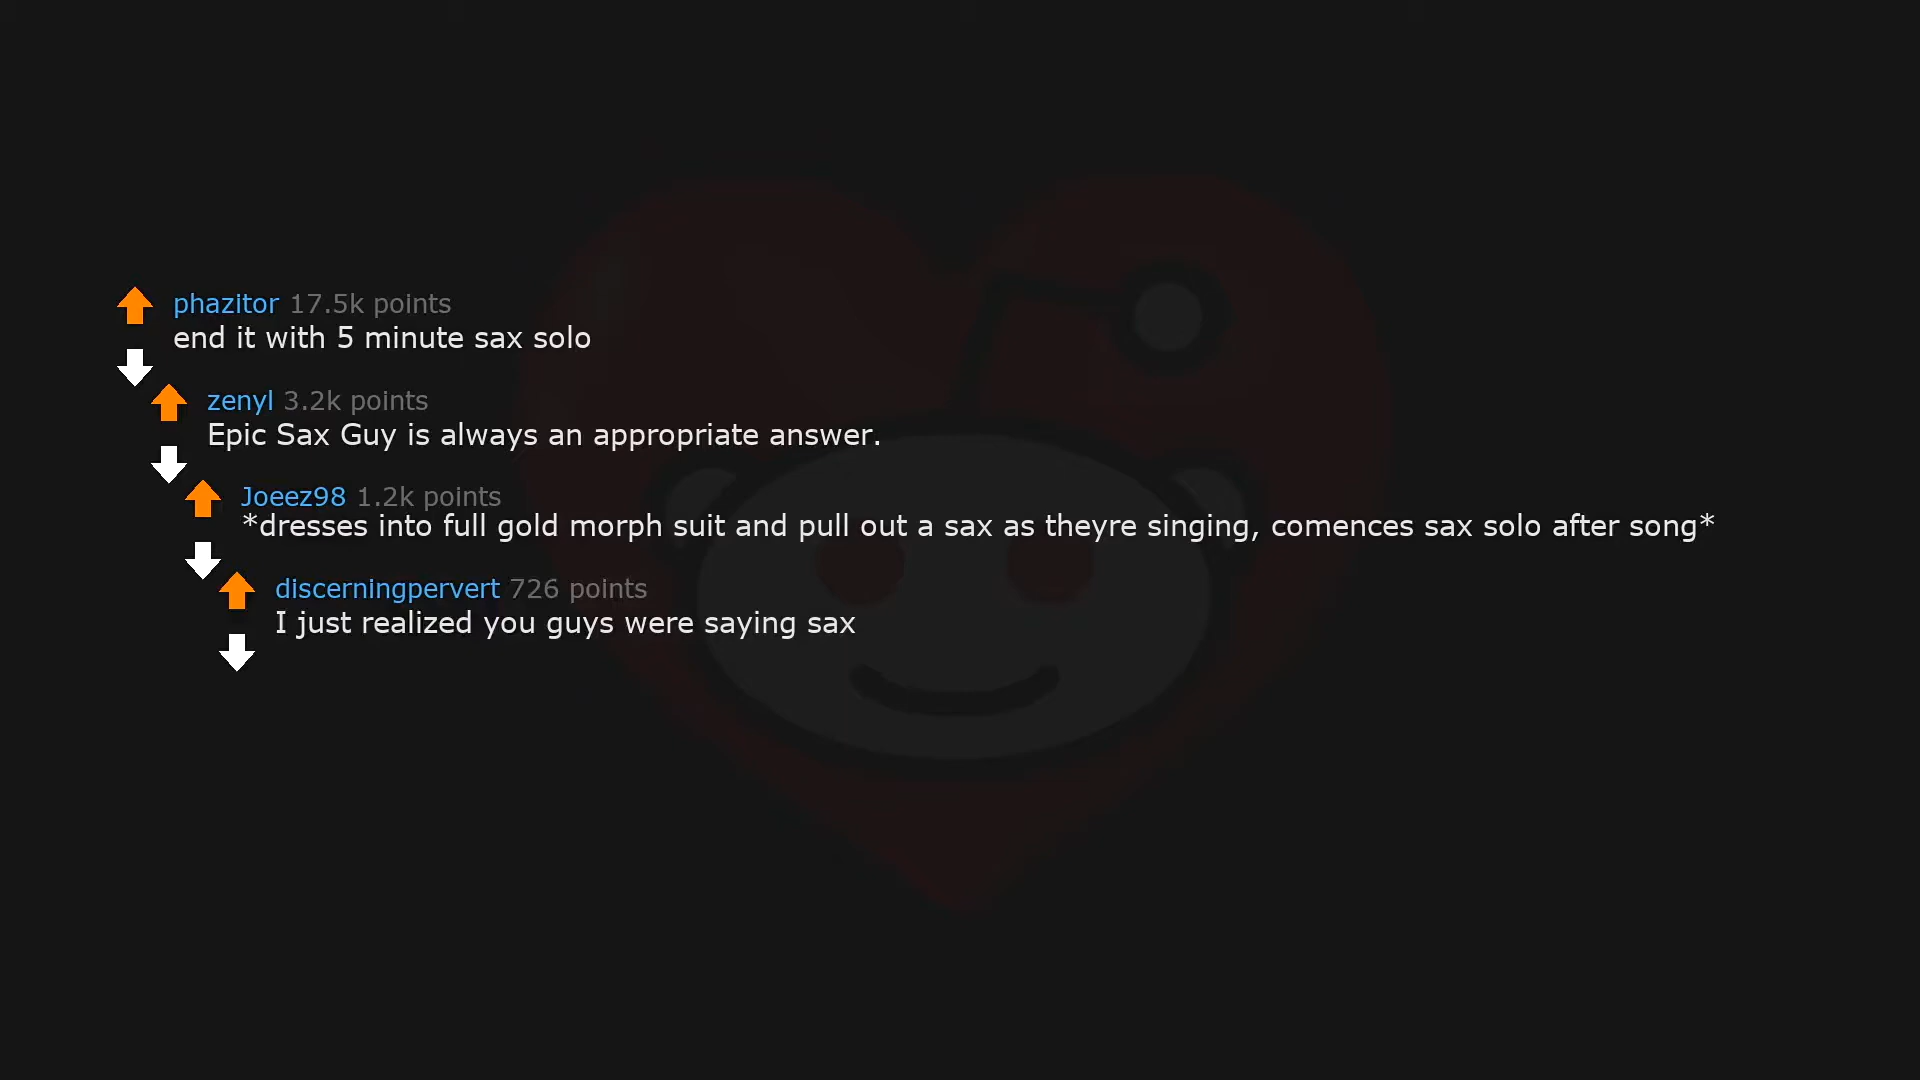 phazitor 17.5k points
end it with 5 minute sax solo
zenyl 3.2k points
Epic Sax Guy is always an appropriate answer.
Joeez98 1.2k points
*dresses into full gold morph suit and pull out a sax as theyre singing, comences sax solo after song*
discerningpervert 726 points
I just realized you guys were saying sax